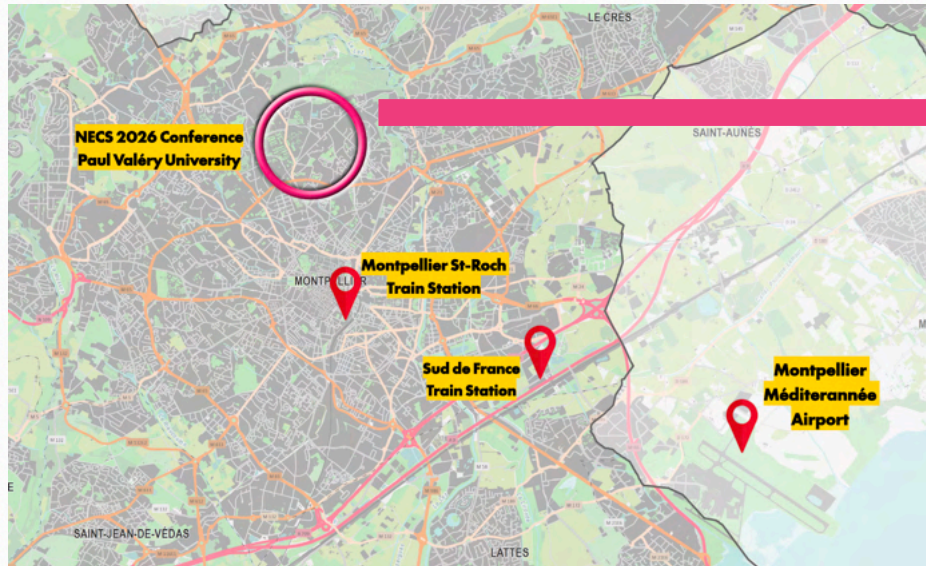 LE CRÈS
NECS 2026 Conference
Paul Valéry University
SAINT-AUNÈS
MONTPELLIER
Montpellier St-Roch
Train Station
Sud de France
Train Station
Montpellier
Méditerannée
Airport
SAINT-JEAN-DE-VÉDAS
LATTES